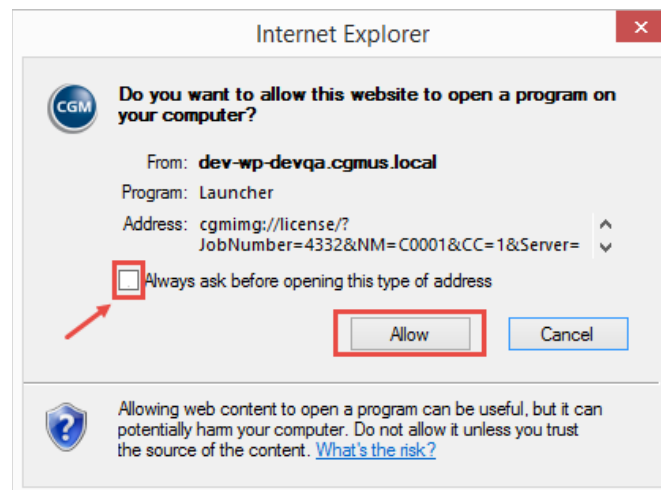 Internet Explorer
CGM
Do you want to allow this website to open a program on
your computer?
From: dev-wp-devqa.cgmus.local
Program: Launcher
Address: cgmimg://license/?
JobNumber=4332&NM=C0001&CC=1&Server=
Always ask before opening this type of address
Allow Cancel
Allowing web content to open a program can be useful, but it can
potentially harm your computer. Do not allow it unless you trust
the source of the content. What's the risk?